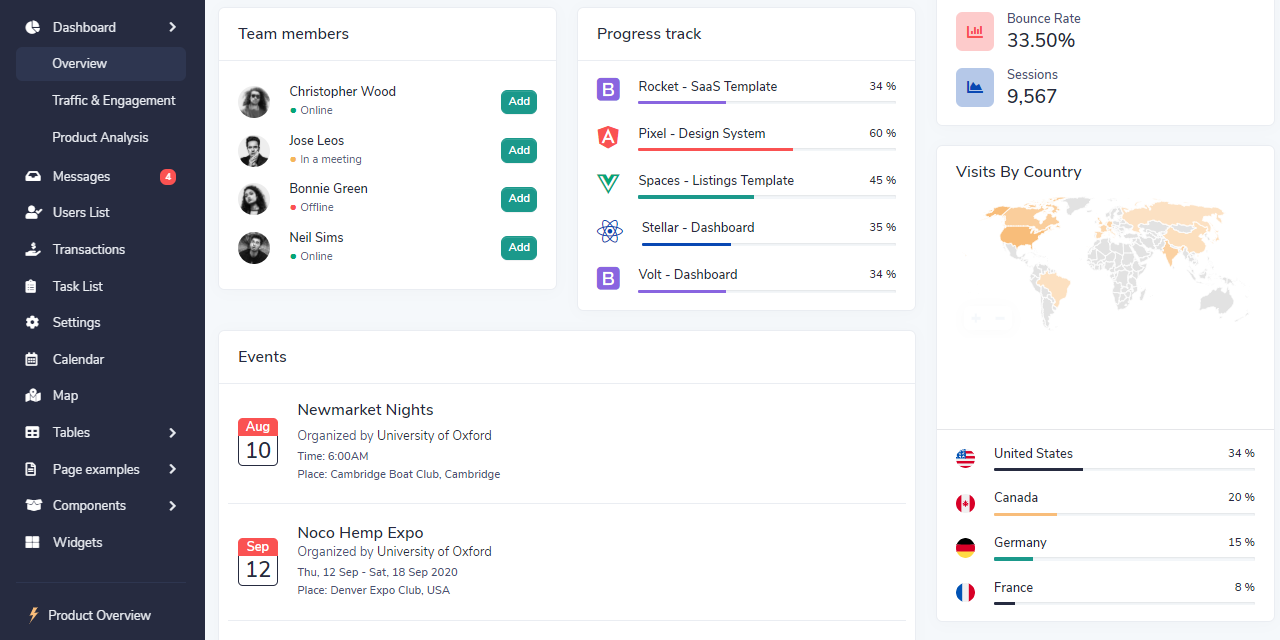 Dashboard
Overview
Traffic & Engagement
Product Analysis
Messages
4
Users List
Transactions
Task List
Settings
Calendar
Map
Tables
Page examples
Components
Widgets
Product Overview
Team members
Christopher Wood
Online
Add
Jose Leos
In a meeting
Add
Bonnie Green
Offline
Add
Neil Sims
Online
Add
Progress track
B
Rocket - SaaS Template
34 %
Pixel - Design System
60 %
Spaces - Listings Template
45 %
Stellar - Dashboard
35 %
B
Volt - Dashboard
34 %
Events
Aug
10
Newmarket Nights
Organized by University of Oxford
Time: 6:00AM
Place: Cambridge Boat Club, Cambridge
Sep
12
Noco Hemp Expo
Organized by University of Oxford
Thu, 12 Sep - Sat, 18 Sep 2020
Place: Denver Expo Club, USA
Bounce Rate
33.50%
Sessions
9,567
Visits By Country
United States
34 %
Canada
20 %
Germany
15 %
France
8 %